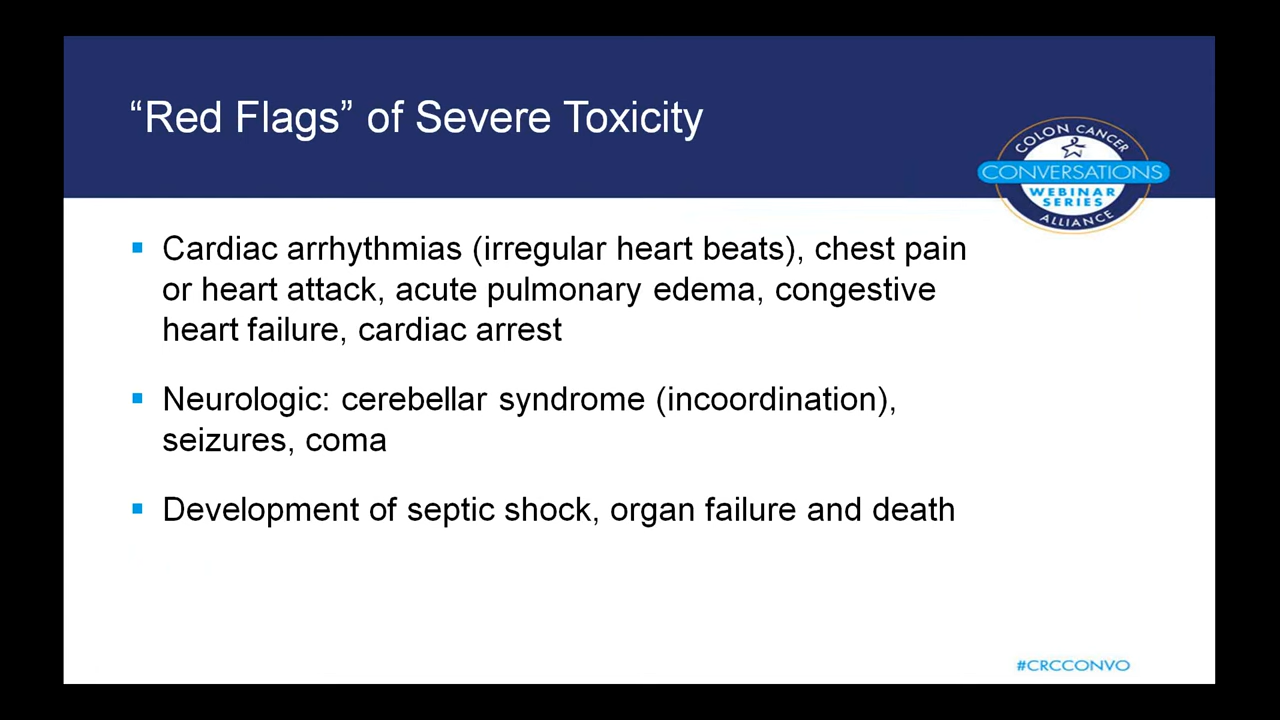 “Red Flags” of Severe Toxicity
COLON CANCER
CONVERSATIONS
WEBINAR
SERIES
ALLIANCE
Cardiac arrhythmias (irregular heart beats), chest pain
or heart attack, acute pulmonary edema, congestive
heart failure, cardiac arrest
Neurologic: cerebellar syndrome (incoordination),
seizures, coma
Development of septic shock, organ failure and death
#CRCCONVO